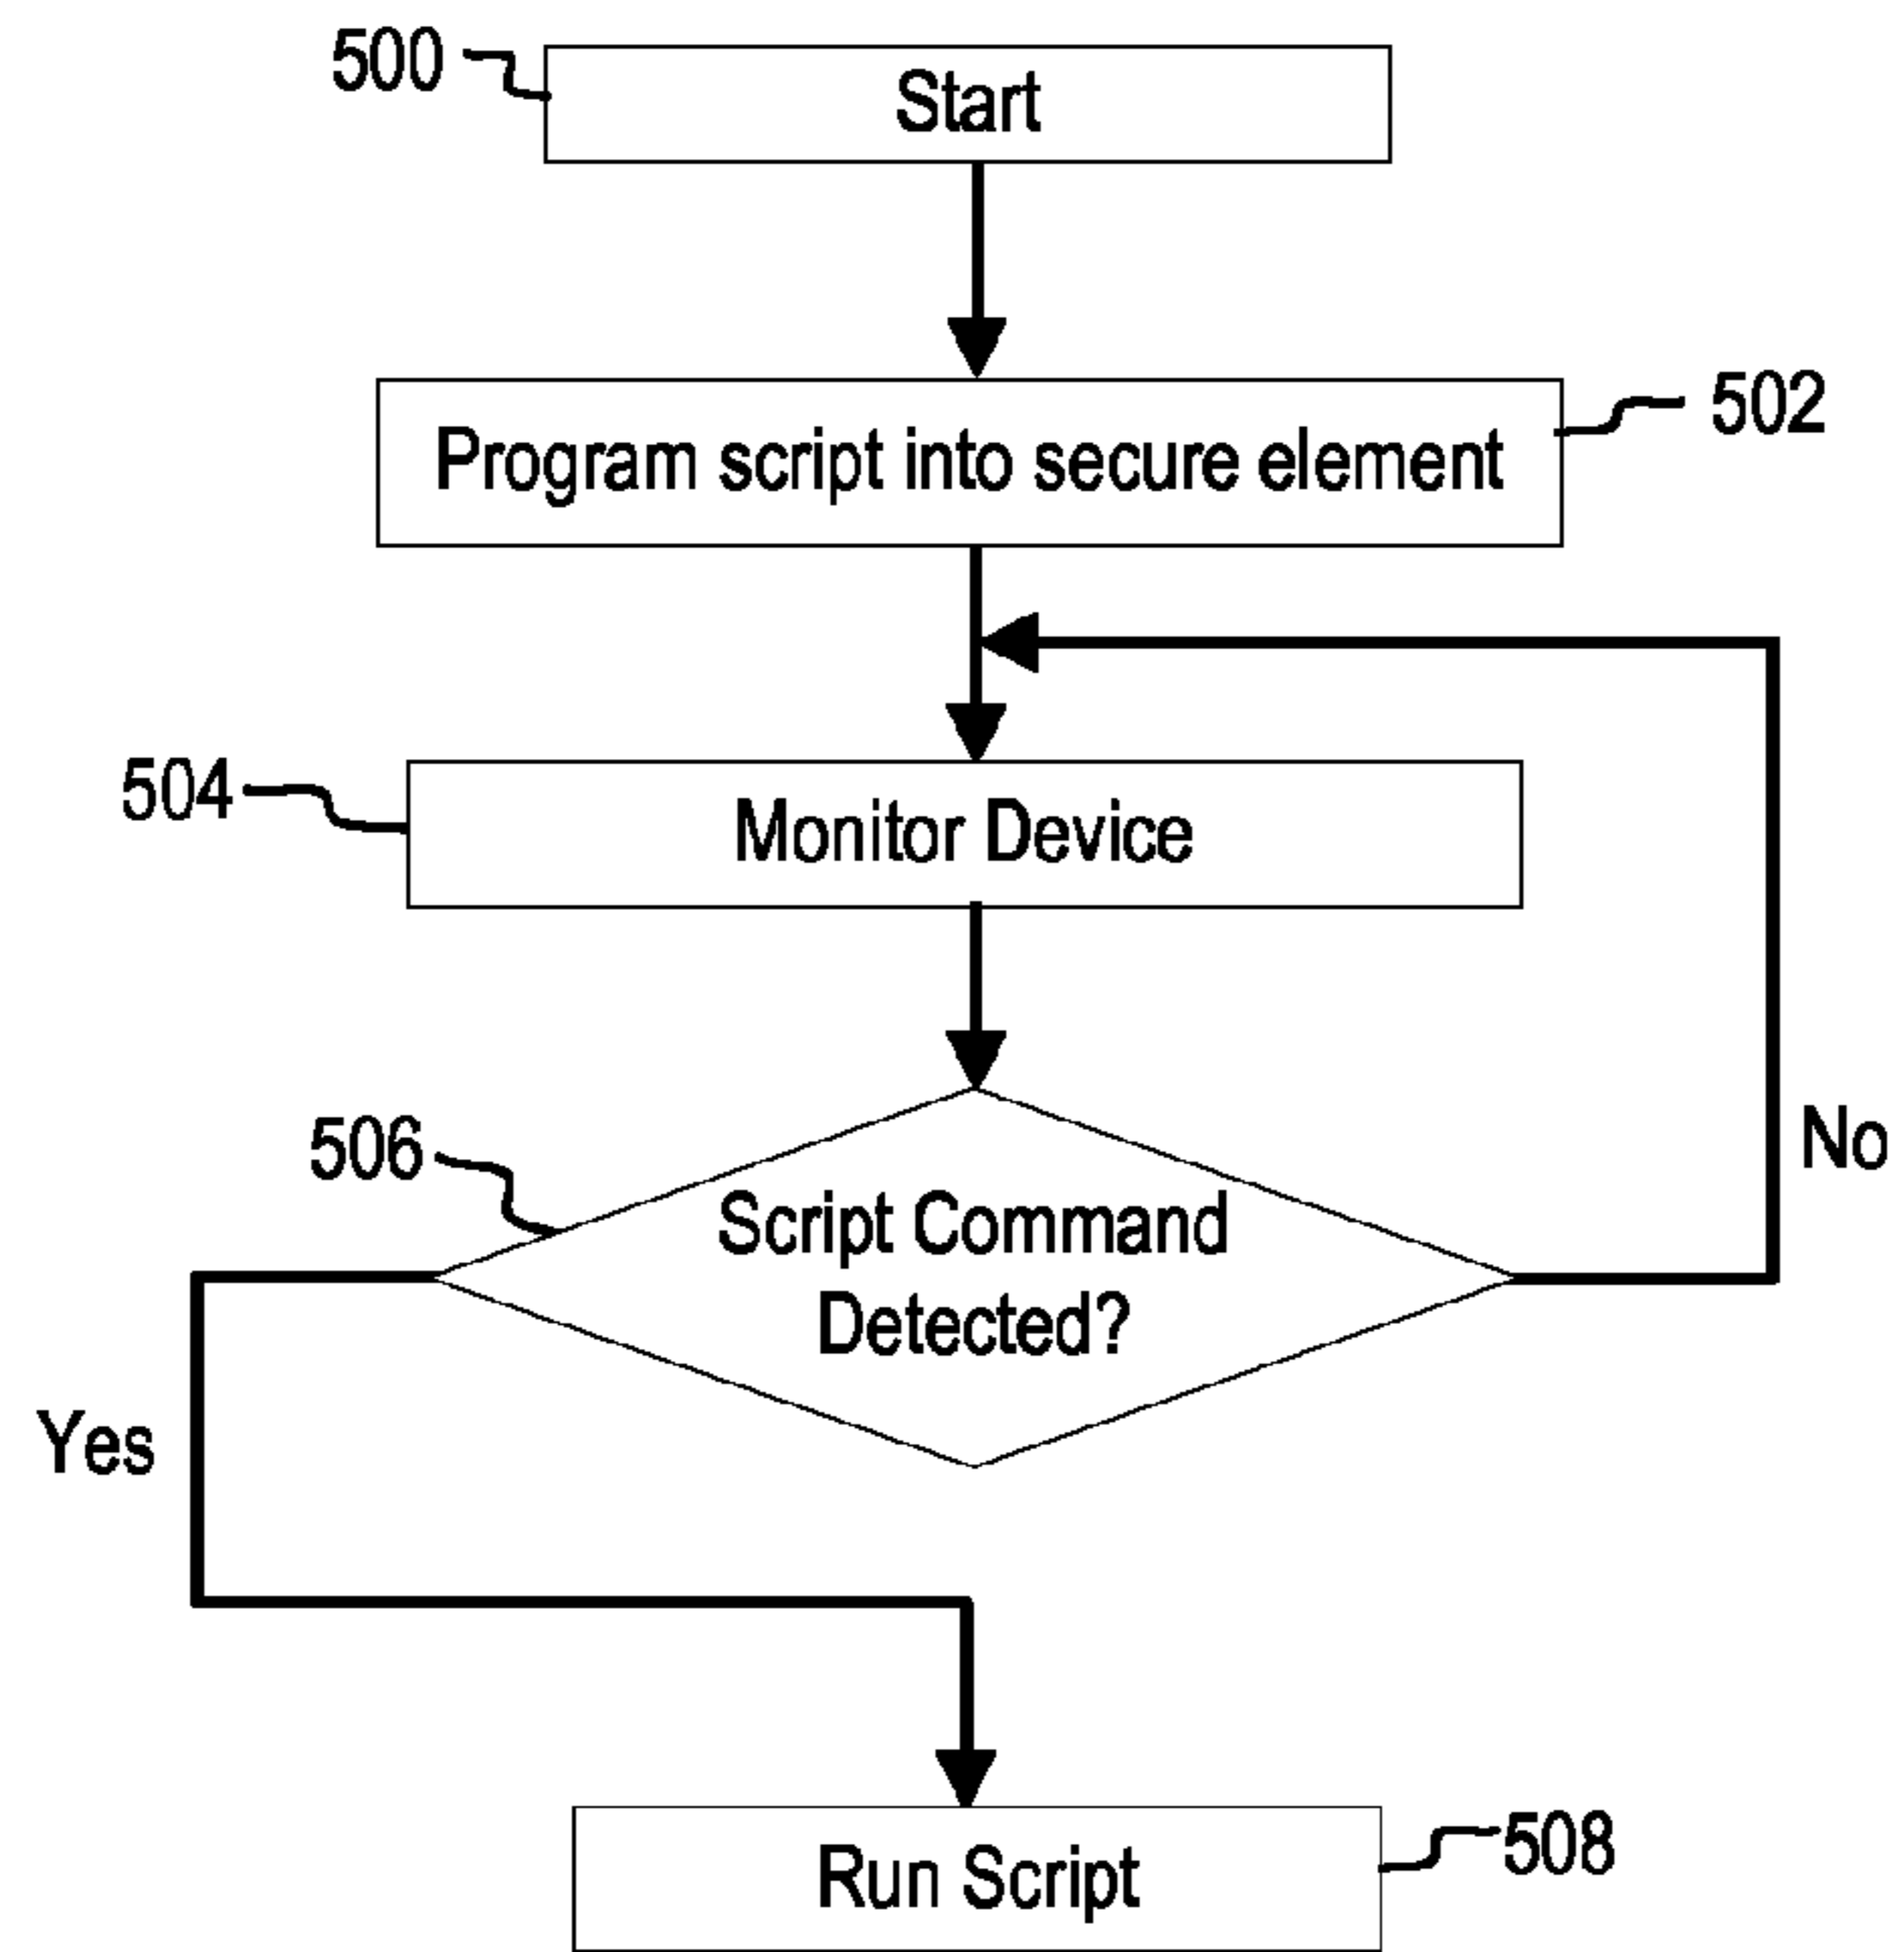 500
Start
502
Program script into secure element
504
Monitor Device
506
Script Command
Detected?
No
Yes
508
Run Script